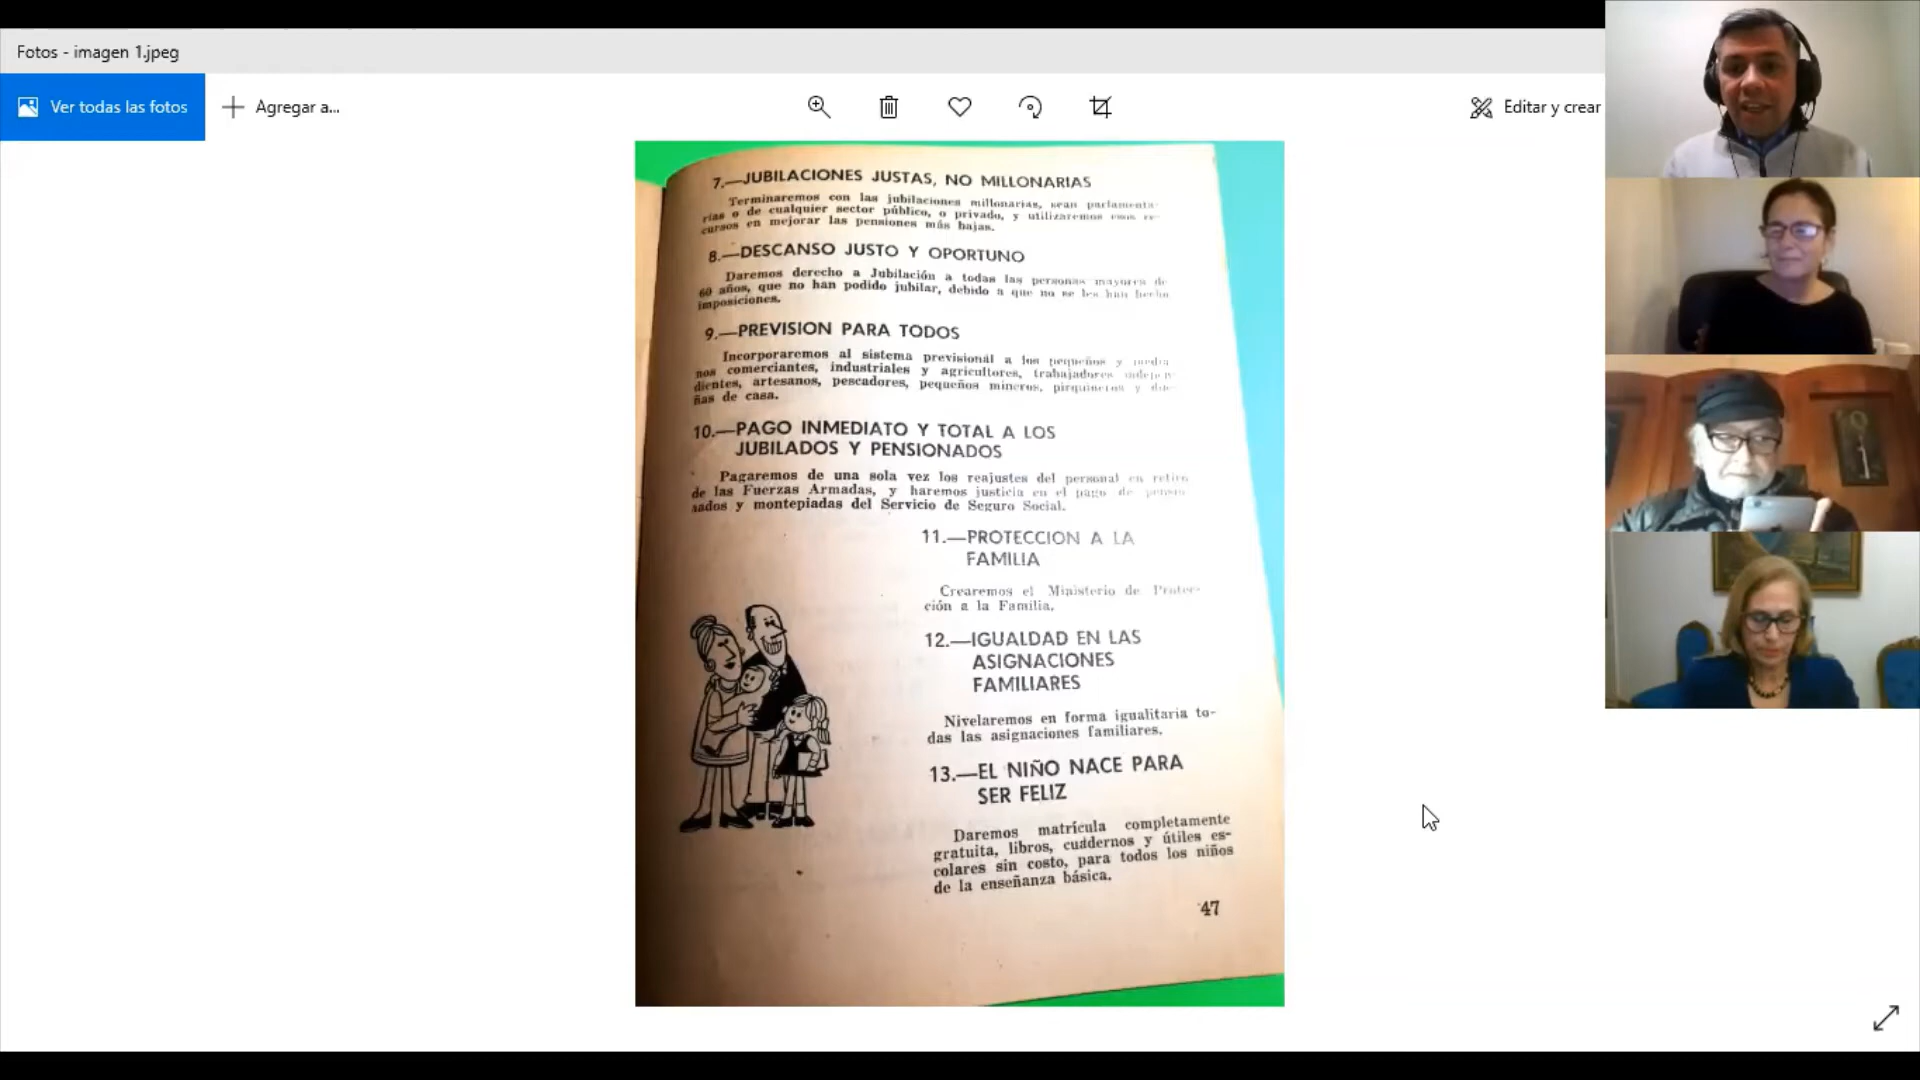 Fotos - imagen 1.jpeg
Ver todas las fotos
Agregar a...
Editar y crear
7.—JUBILACIONES JUSTAS, NO MILLONARIAS
Terminaremos con las jubilaciones millonarias, sean parlamenta-
rias o de cualquier sector público, o privado, y utilizaremos esos re-
cursos en mejorar las pensiones más bajas.
8.—DESCANSO JUSTO Y OPORTUNO
Daremos derecho a Jubilación a todas las personas mayores de
60 años, que no han podido jubilar, debido a que no se les han hecho
imposiciones.
9.—PREVISION PARA TODOS
Incorporaremos al sistema previsional a los pequeños y media
nos comerciantes, industriales y agricultores, trabajadores indepen
dientes, artesanos, pescadores, pequeños mineros, pirquineros y due
ñas de casa.
10.—PAGO INMEDIATO Y TOTAL A LOS
JUBILADOS Y PENSIONADOS
Pagaremos de una sola vez los reajustes del personal en retiro
de las Fuerzas Armadas, y haremos justicia en el pago de pensio
nados y montepiadas del Servicio de Seguro Social.
11.—PROTECCION A LA
FAMILIA
Crearemos el Ministerio de Protec-
ción a la Familia.
12.—IGUALDAD EN LAS
ASIGNACIONES
FAMILIARES
Nivelaremos en forma igualitaria to-
das las asignaciones familiares.
13.—EL NIÑO NACE PARA
SER FELIZ
Daremos matrícula completamente
gratuita, libros, cuadernos y útiles es-
colares sin costo, para todos los niños
de la enseñanza básica.
47